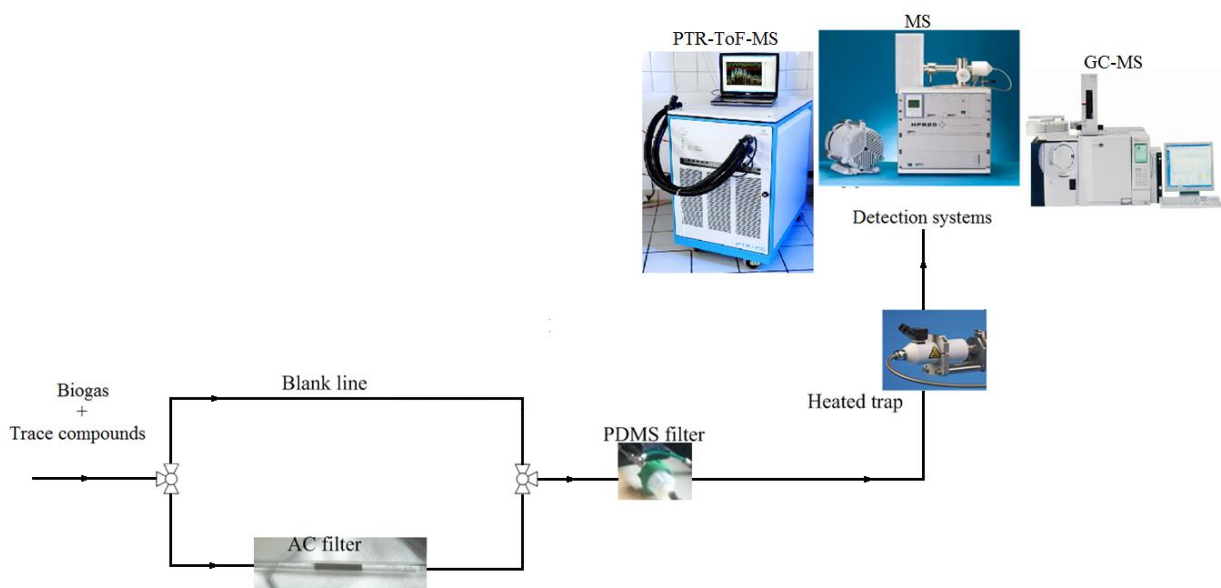 MS
PTR-ToF-MS
GC-MS
HPR20
Detection systems
Biogas
+
Trace compounds
Blank line
Heated trap
PDMS filter
AC filter